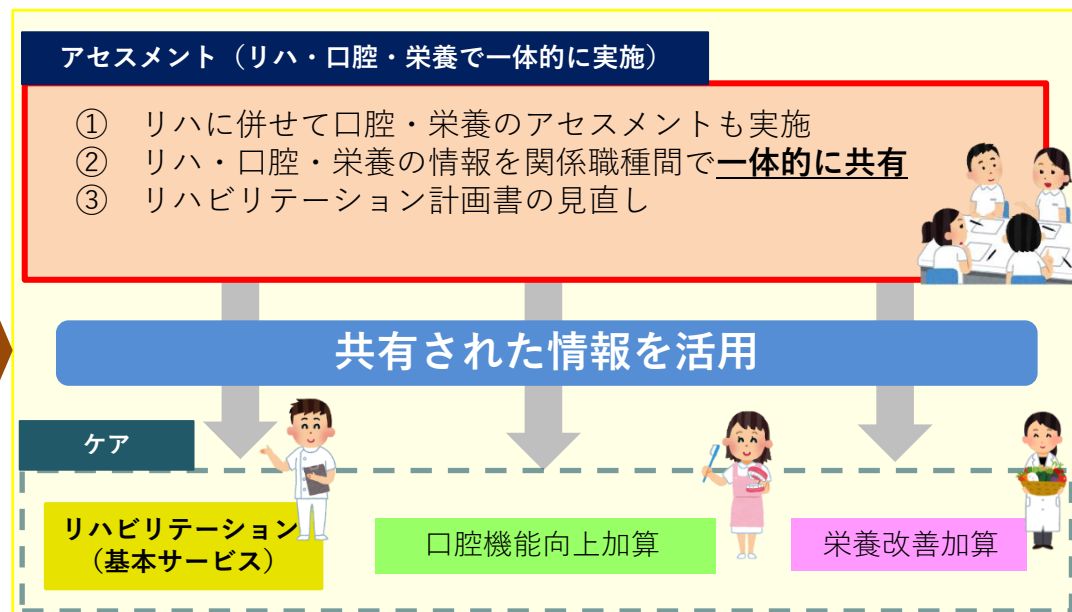 アセスメント（リハ・口腔・栄養で一体的に実施）
① リハに併せて口腔・栄養のアセスメントも実施
② リハ・口腔・栄養の情報を関係職種間で一体的に共有
③ リハビリテーション計画書の見直し
共有された情報を活用
ケア
リハビリテーション
（基本サービス）
口腔機能向上加算
栄養改善加算